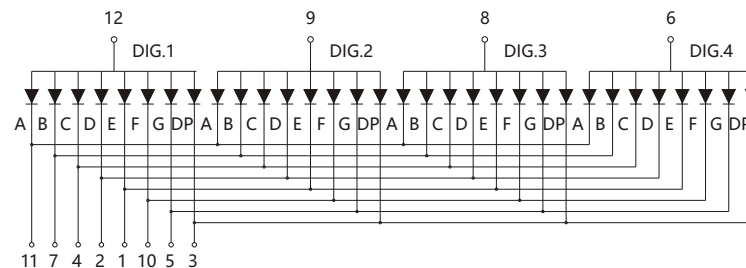 12 9 8 6
DIG.1 DIG.2 DIG.3 DIG.4
A B C D E F G DP A B C D E F G DP A B C D E F G DP A B C D E F G DP
11 7 4 2 1 10 5 3